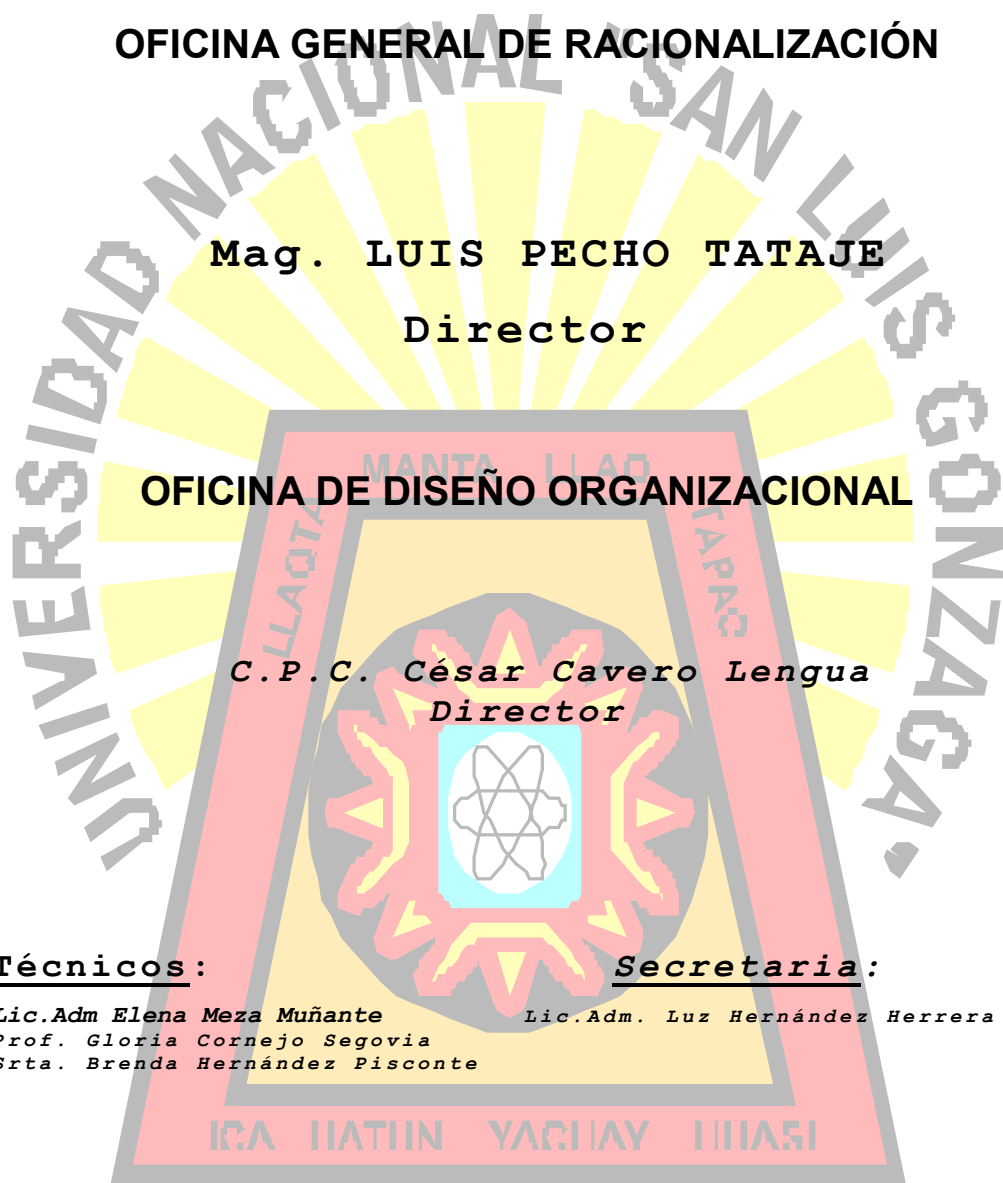 OFICINA GENERAL DE RACIONALIZACIÓN
UNIVERSIDAD NACIONAL "SAN LUIS GONZAGA"
Mag. LUIS PECHO TATAJE
Director
MANTA LLAQ
OFICINA DE DISEÑO ORGANIZACIONAL
LLAQTA
TAPAC
C.P.C. César Cavero Lengua
Director
Técnicos:
Secretaria:
Lic.Adm Elena Meza Muñante
Lic.Adm. Luz Hernández Herrera
Prof. Gloria Cornejo Segovia
Srta. Brenda Hernández Pisconte
ICA HATUN YACHAY HUASI